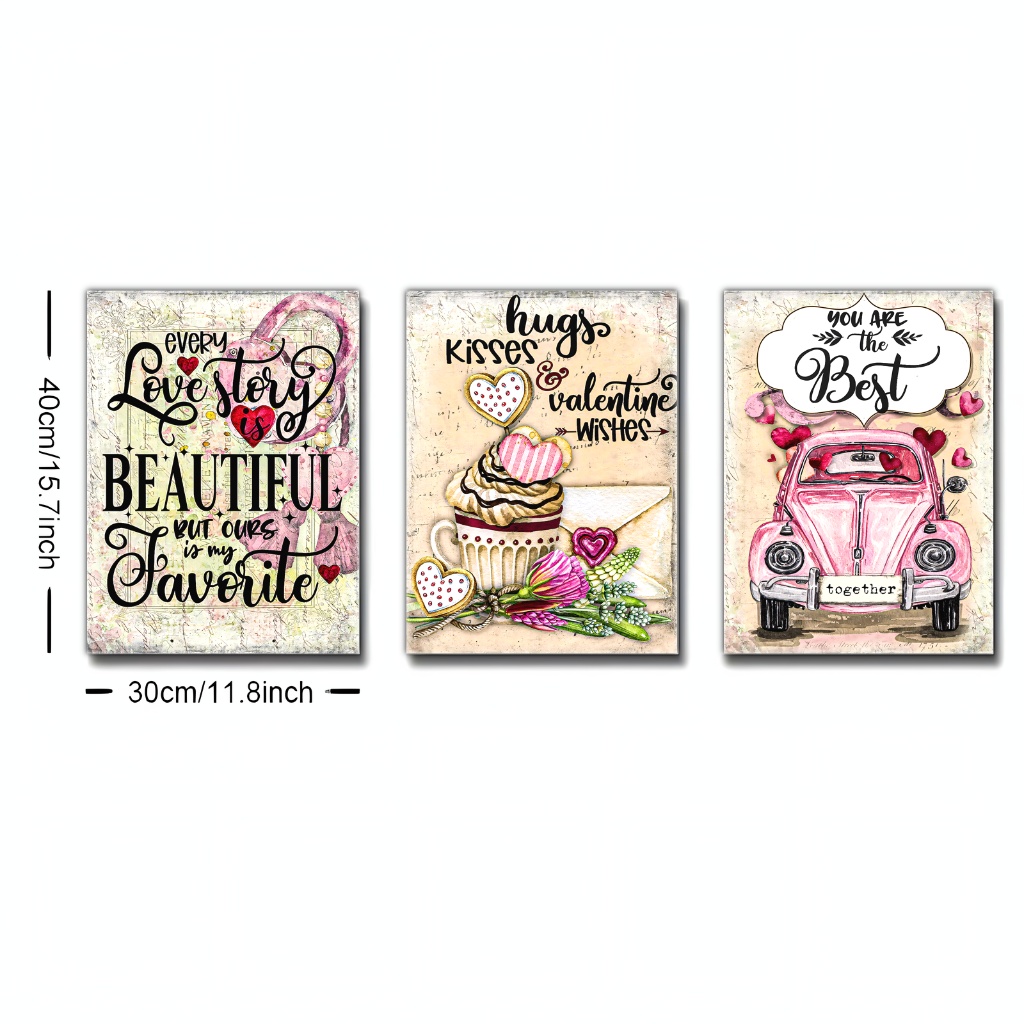 40cm/15.7inch
30cm/11.8inch
EVERY
Love story
is
BEAUTIFUL
BUT OURS
is my
Favorite
hugs
KISSES
&
valentine
WISHES
YOU ARE
the
Best
together